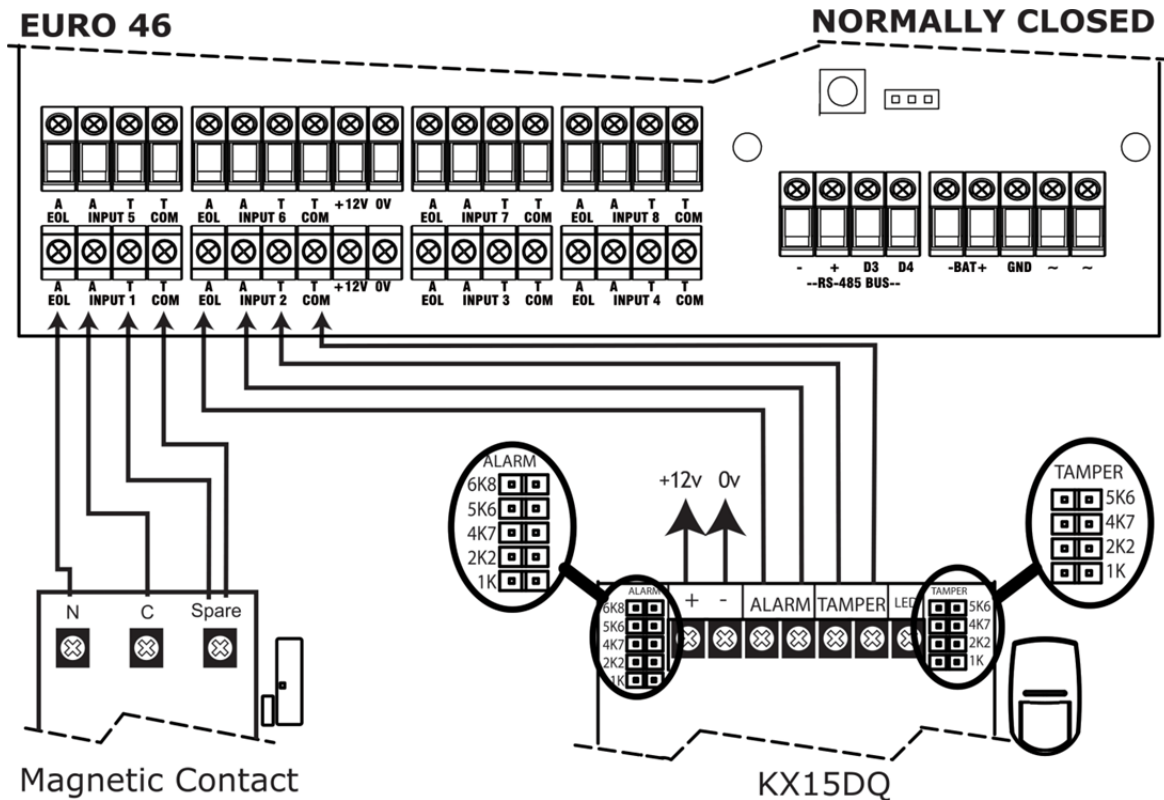 EURO 46
NORMALLY CLOSED
A A T T A A T T +12V 0V A A T T A A T T
EOL INPUT 5 COM EOL INPUT 6 COM EOL INPUT 7 COM EOL INPUT 8 COM
- + D3 D4 -BAT+ GND ~ ~
--RS-485 BUS--
A A T T A A T T +12V 0V A A T T A A T T
EOL INPUT 1 COM EOL INPUT 2 COM EOL INPUT 3 COM EOL INPUT 4 COM
ALARM
6K8
5K6
4K7
2K2
1K
+12v 0v
TAMPER
5K6
4K7
2K2
1K
N C Spare
ALARM
6K8
5K6
4K7
2K2
1K
+ - ALARM TAMPER LED
TAMPER
5K6
4K7
2K2
1K
Magnetic Contact
KX15DQ